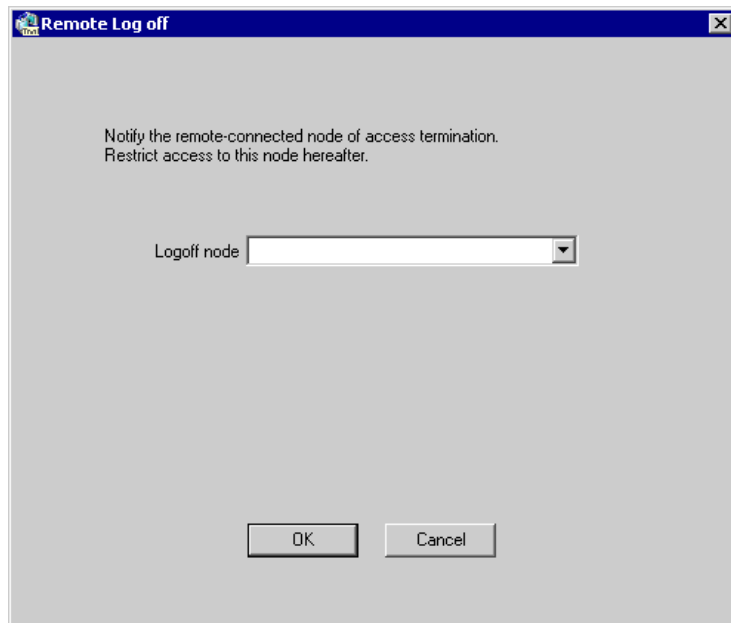 Remote Log off
Notify the remote-connected node of access termination.
Restrict access to this node hereafter.
Logoff node
OK Cancel